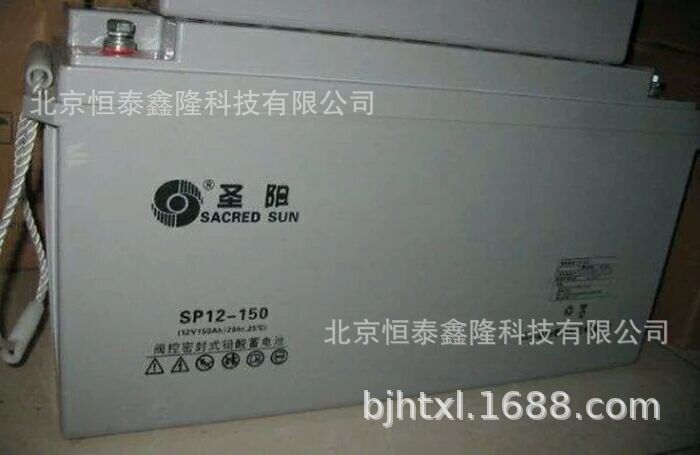 北京恒泰鑫隆科技有限公司
® 圣阳
SACRED SUN
SP12-150
(12V150Ah/20hr,25℃)
阀控密封式铅酸蓄电池
北京恒泰鑫隆科技有限公司
bjhtxl.1688.com